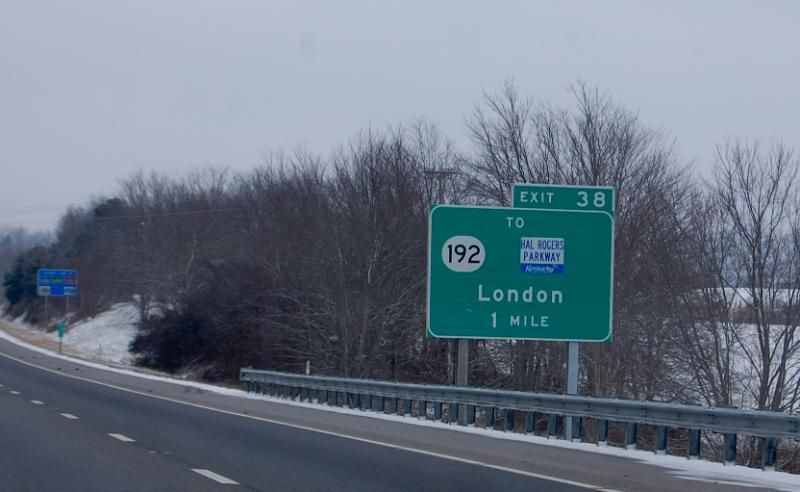 EXIT 38
TO
192
HAL ROGERS
PARKWAY
Kentucky
London
1 MILE